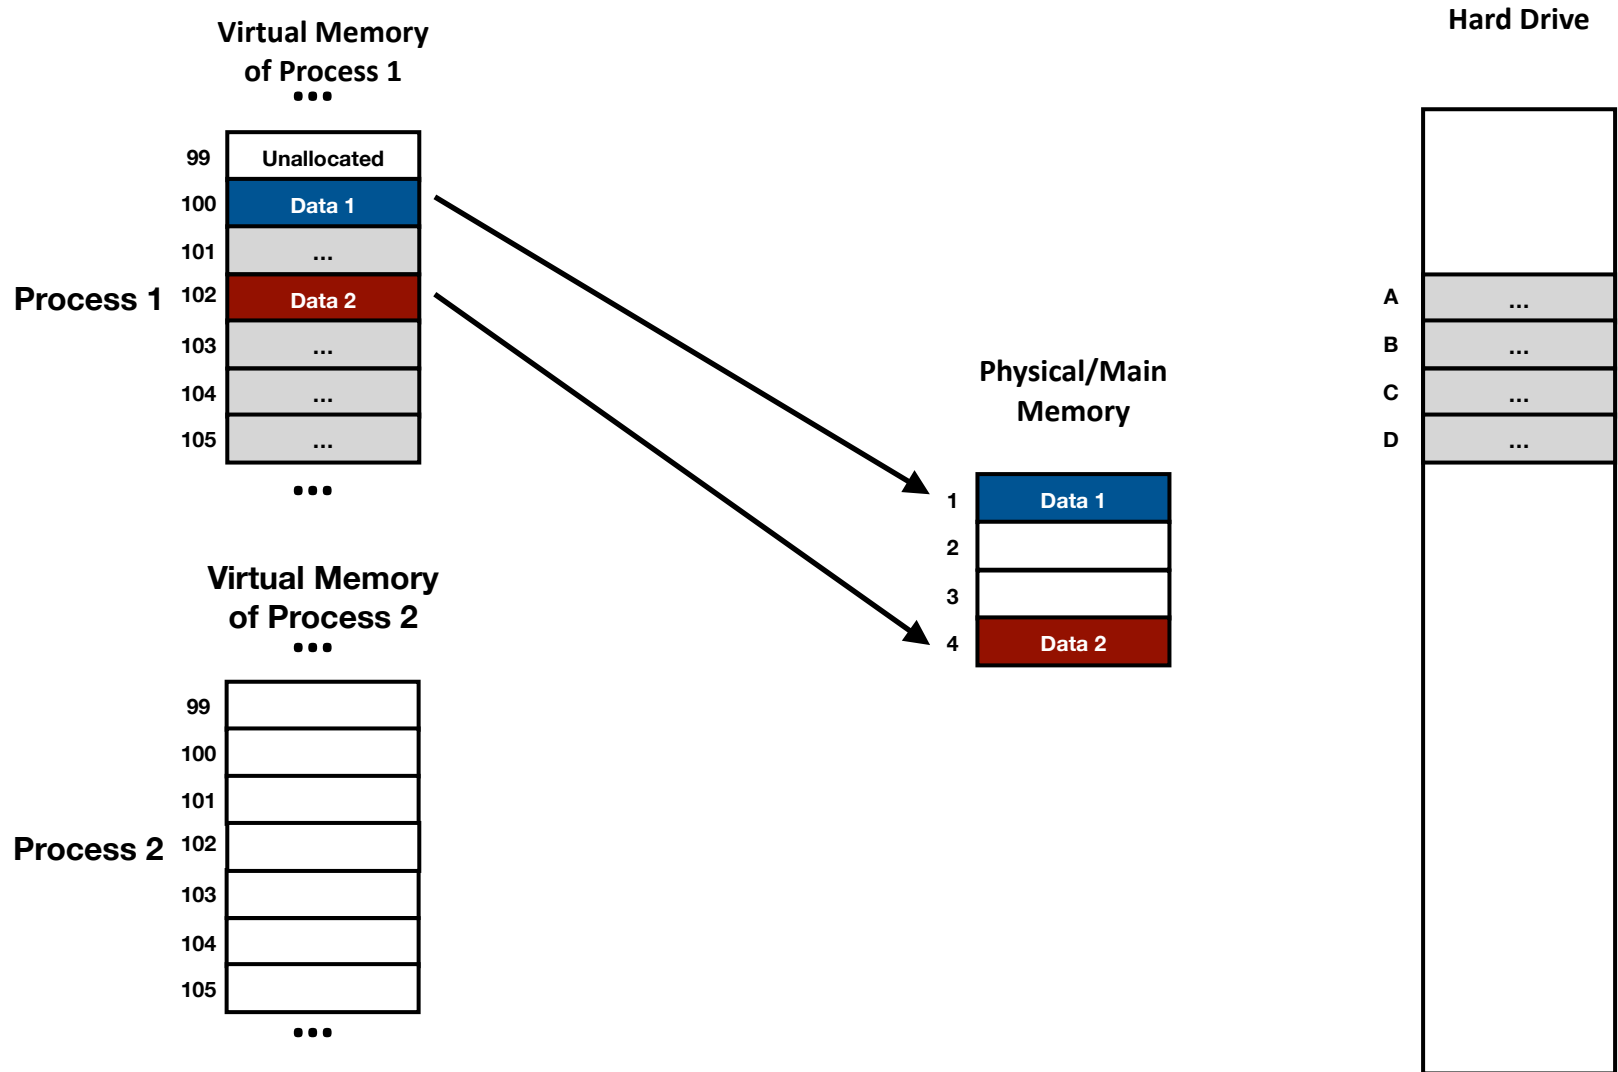 Hard Drive
Virtual Memory
of Process 1
...
99 Unallocated
100 Data 1
101 ...
Process 1 102 Data 2
103 ...
104 ...
105 ...
...
A ...
B ...
C ...
D ...
Physical/Main
Memory
1 Data 1
2
3
4 Data 2
Virtual Memory
of Process 2
...
99
100
101
Process 2 102
103
104
105
...